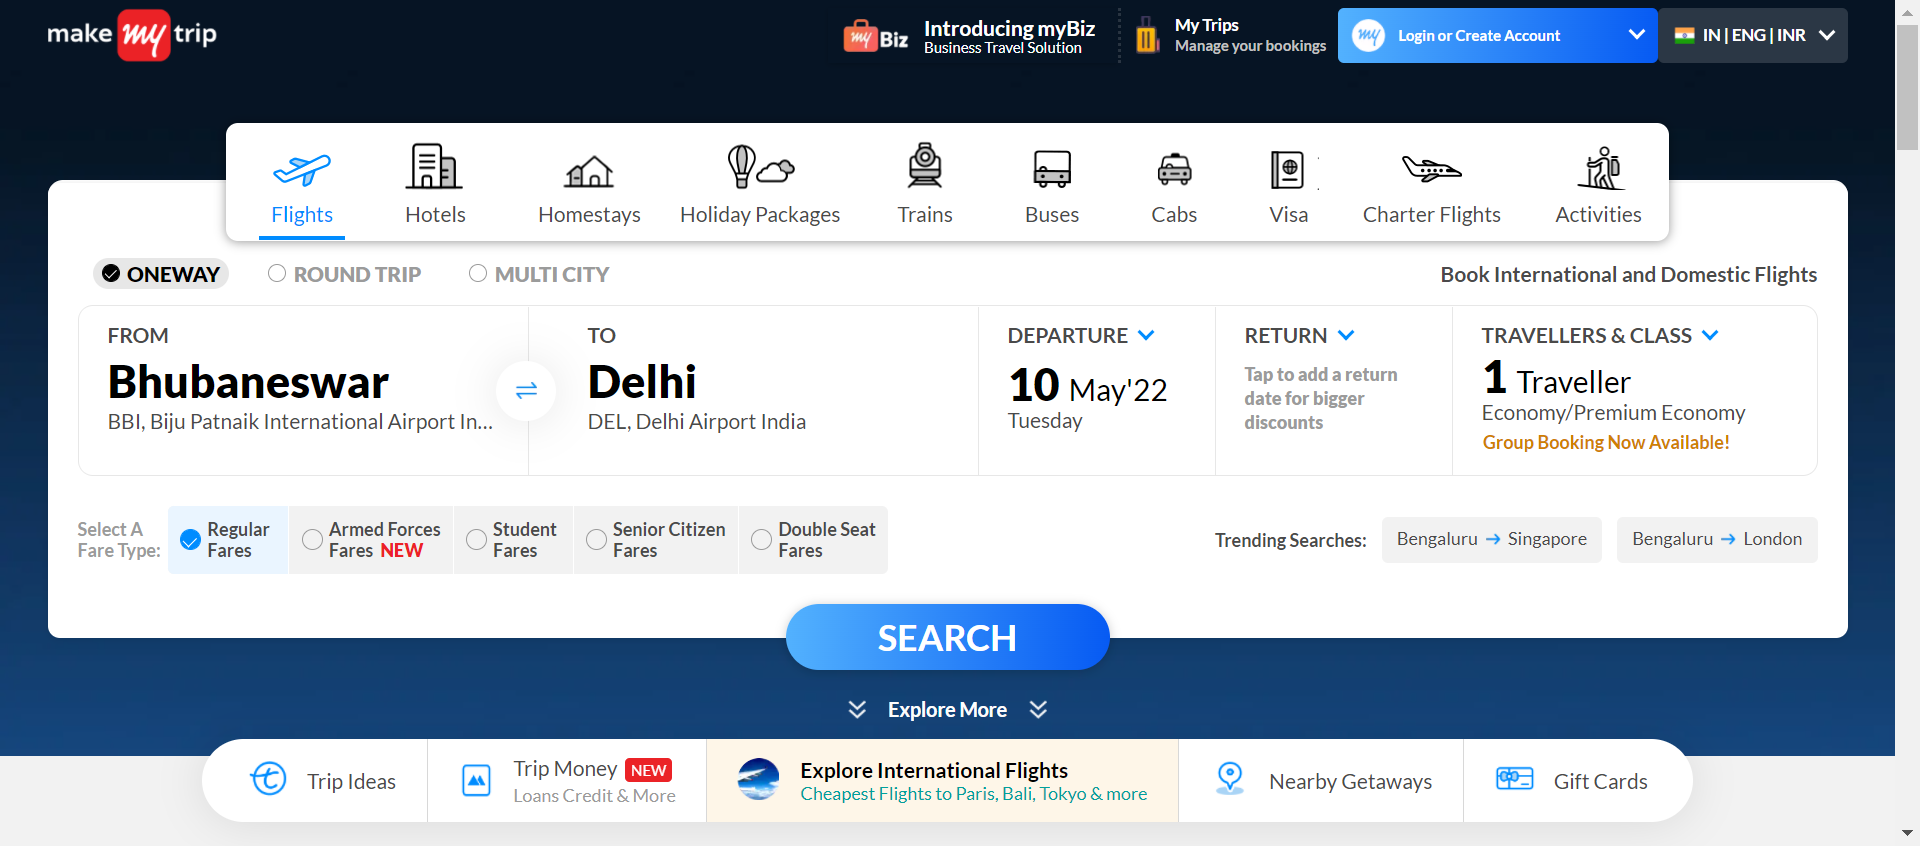 make my trip
my Biz
Introducing myBiz
Business Travel Solution
My Trips
Manage your bookings
my Login or Create Account
IN | ENG | INR
Flights
Hotels
Homestays
Holiday Packages
Trains
Buses
Cabs
Visa
Charter Flights
Activities
ONEWAY
ROUND TRIP
MULTI CITY
Book International and Domestic Flights
FROM
Bhubaneswar
BBI, Biju Patnaik International Airport In...
TO
Delhi
DEL, Delhi Airport India
DEPARTURE
10 May'22
Tuesday
RETURN
Tap to add a return
date for bigger
discounts
TRAVELLERS & CLASS
1 Traveller
Economy/Premium Economy
Group Booking Now Available!
Select A
Fare Type:
Regular
Fares
Armed Forces
Fares NEW
Student
Fares
Senior Citizen
Fares
Double Seat
Fares
Trending Searches:
Bengaluru → Singapore
Bengaluru → London
SEARCH
Explore More
Trip Ideas
Trip Money NEW
Loans Credit & More
Explore International Flights
Cheapest Flights to Paris, Bali, Tokyo & more
Nearby Getaways
Gift Cards